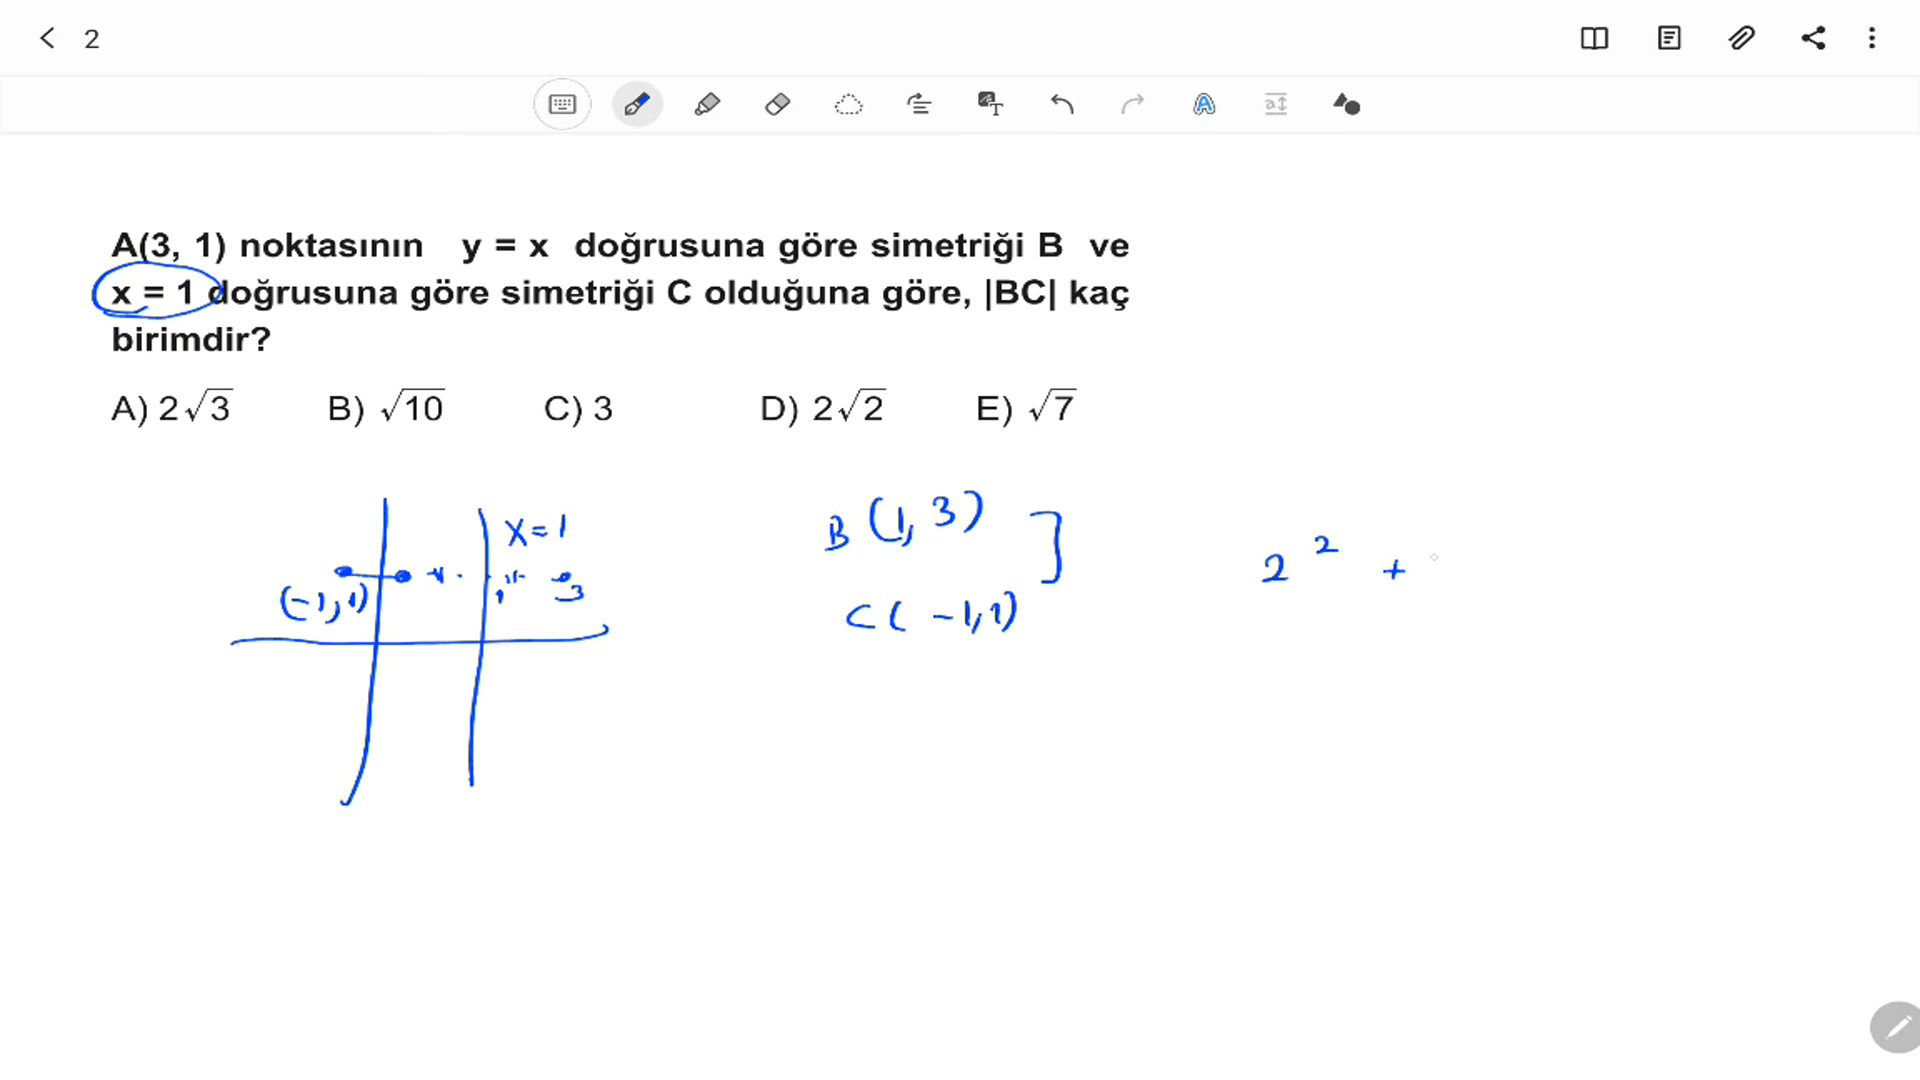 2
A(3, 1) noktasının y = x doğrusuna göre simetriği B ve
x = 1 doğrusuna göre simetriği C olduğuna göre, |BC| kaç
birimdir?
A) 2√3 B) √10 C) 3 D) 2√2 E) √7
x = 1
(-1, 1)
1
3
B (1, 3)
C( -1, 1)
2² +